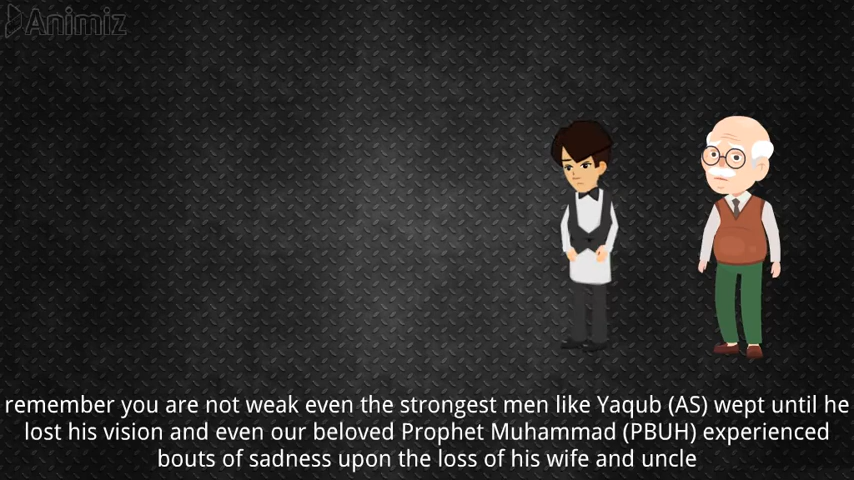 Animiz
remember you are not weak even the strongest men like Yaqub (AS) wept until he
lost his vision and even our beloved Prophet Muhammad (PBUH) experienced
bouts of sadness upon the loss of his wife and uncle